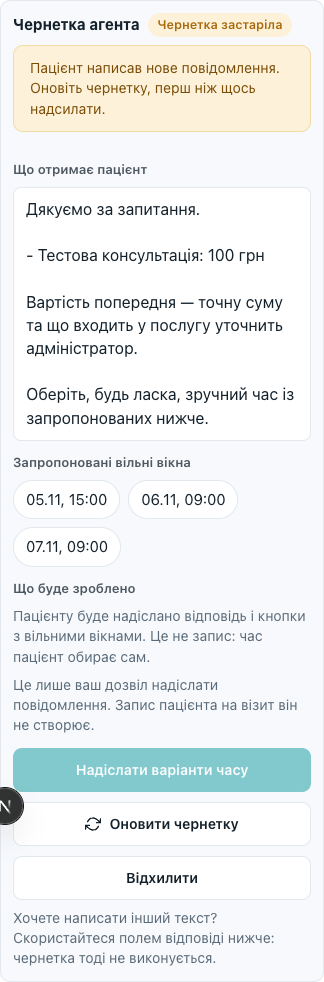 Чернетка агента Чернетка застаріла
Пацієнт написав нове повідомлення.
Оновіть чернетку, перш ніж щось
надсилати.
Що отримає пацієнт
Дякуємо за запитання.
- Тестова консультація: 100 грн
Вартість попередня — точну суму
та що входить у послугу уточнить
адміністратор.
Оберіть, будь ласка, зручний час із
запропонованих нижче.
Запропоновані вільні вікна
05.11, 15:00 06.11, 09:00
07.11, 09:00
Що буде зроблено
Пацієнту буде надіслано відповідь і кнопки
з вільними вікнами. Це не запис: час
пацієнт обирає сам.
Це лише ваш дозвіл надіслати
повідомлення. Запис пацієнта на візит він
не створює.
Надіслати варіанти часу
N
Оновити чернетку
Відхилити
Хочете написати інший текст?
Скористайтеся полем відповіді нижче:
чернетка тоді не виконується.